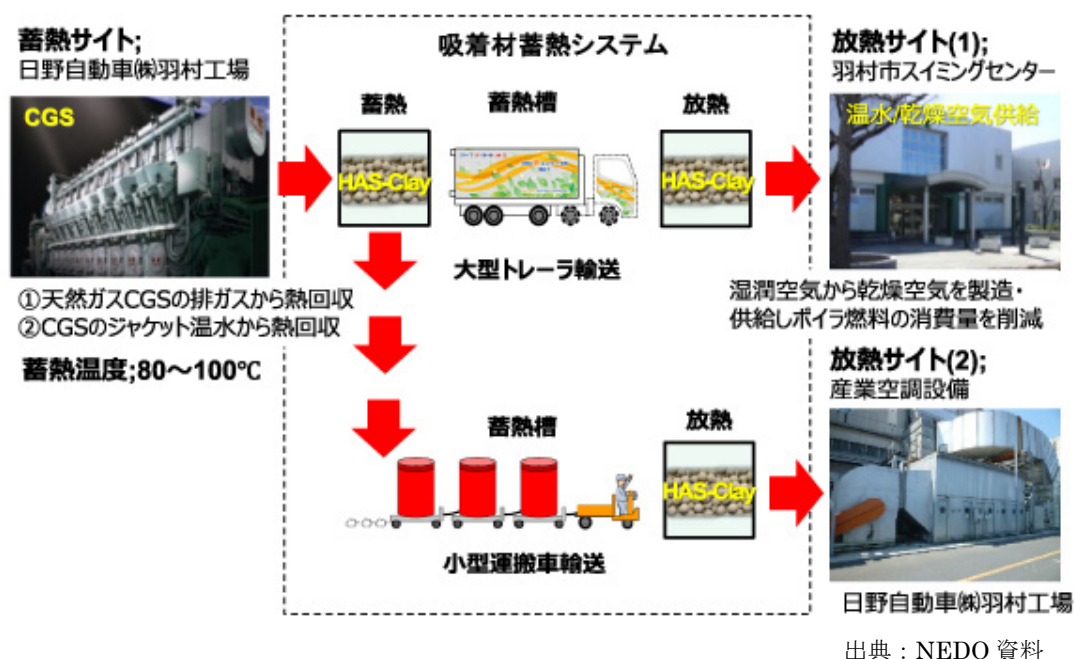 蓄熱サイト;
日野自動車㈱羽村工場
CGS
①天然ガスCGSの排ガスから熱回収
②CGSのジャケット温水から熱回収
蓄熱温度;80～100℃
吸着材蓄熱システム
蓄熱
蓄熱槽
放熱
HAS-Clay
HAS-Clay
大型トレーラ輸送
蓄熱槽
放熱
HAS-Clay
小型運搬車輸送
放熱サイト(1);
羽村市スイミングセンター
温水/乾燥空気供給
湿潤空気から乾燥空気を製造・
供給しボイラ燃料の消費量を削減
放熱サイト(2);
産業空調設備
日野自動車㈱羽村工場
出典：NEDO 資料